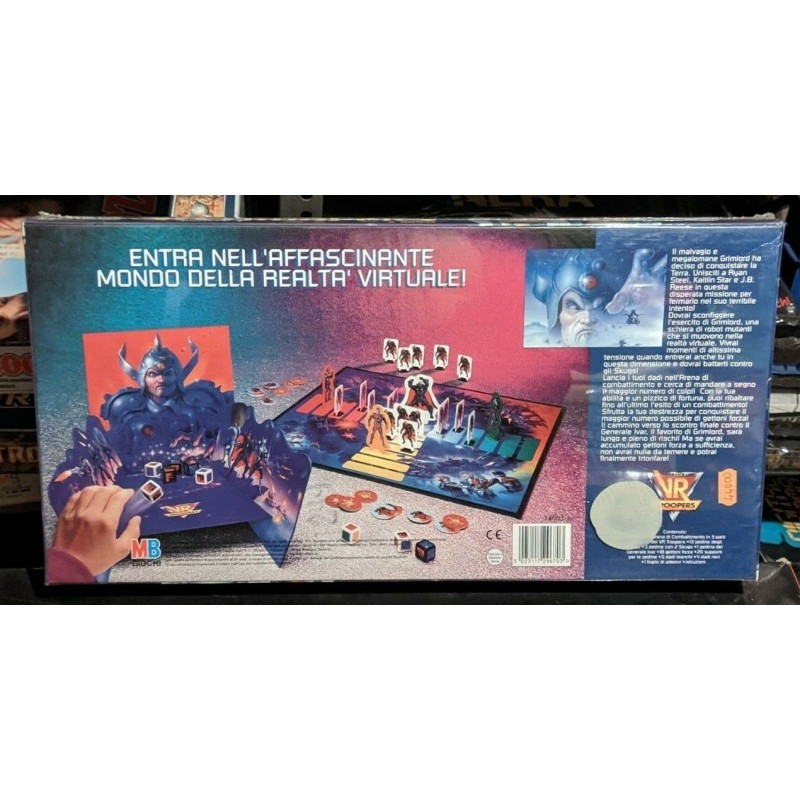 ENTRA NELL'AFFASCINANTE
MONDO DELLA REALTA' VIRTUALE!
Il malvagio e
megalomane Grimlord ha
deciso di conquistare la
Terra. Unisciti a Ryan
Steel, Kaitlin Star e J.B.
Reese in questa
disperata missione per
fermarlo nel suo terribile
intento!
Dovrai sconfiggere
l'esercito di Grimlord, una
schiera di robot mutanti
che si muovono nella
realtà virtuale. Vivrai
momenti di altissima
tensione quando entrerai anche tu in
questa dimensione e dovrai batterti contro
gli Skugs!
Lancia i tuoi dadi nell'Arena di
combattimento e cerca di mandare a segno
il maggior numero di colpi! Con la tua
abilità e un pizzico di fortuna, puoi ribaltare
fino all'ultimo l'esito di un combattimento!
Sfrutta la tua destrezza per conquistare il
maggior numero possibile di gettoni forza!
Il cammino verso lo scontro finale contro il
Generale Ivar, il favorito di Grimlord, sarà
lungo e pieno di rischi! Ma se avrai
accumulato gettoni forza a sufficienza,
non avrai nulla da temere e potrai
finalmente trionfare!
VR
TROOPERS
Contenuto:
VR
MB
GIOCHI
CE